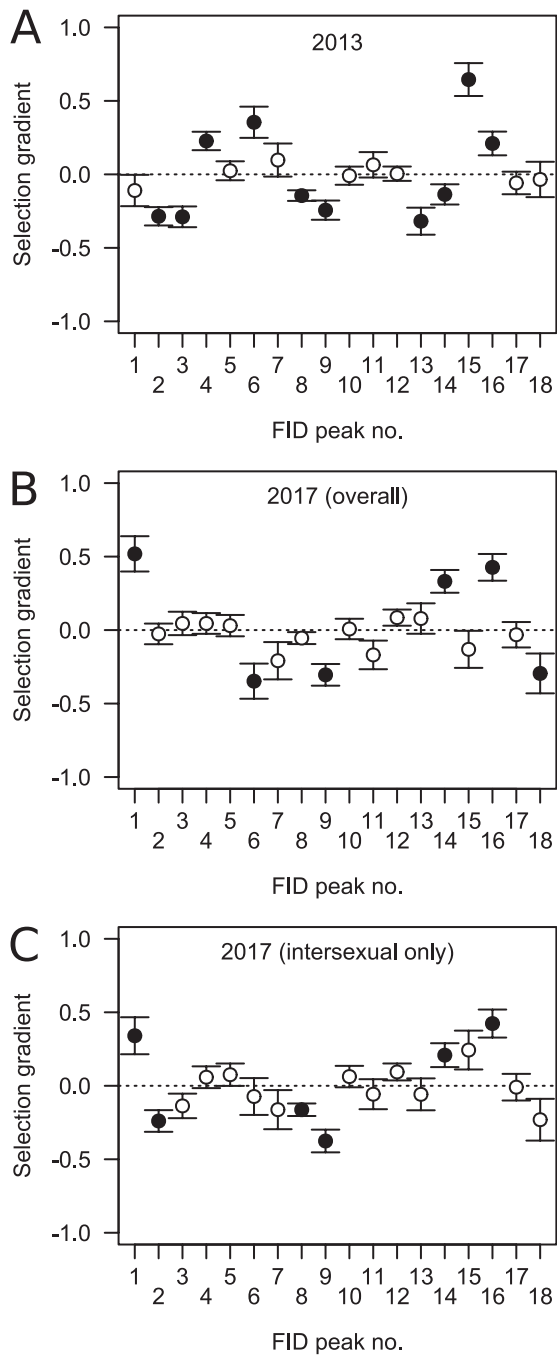 A
2013
Selection gradient
1.0
0.5
0.0
-0.5
-1.0
1 3 5 7 9 11 13 15 17
2 4 6 8 10 12 14 16 18
FID peak no.
B
2017 (overall)
Selection gradient
1.0
0.5
0.0
-0.5
-1.0
1 3 5 7 9 11 13 15 17
2 4 6 8 10 12 14 16 18
FID peak no.
C
2017 (intersexual only)
Selection gradient
1.0
0.5
0.0
-0.5
-1.0
1 3 5 7 9 11 13 15 17
2 4 6 8 10 12 14 16 18
FID peak no.